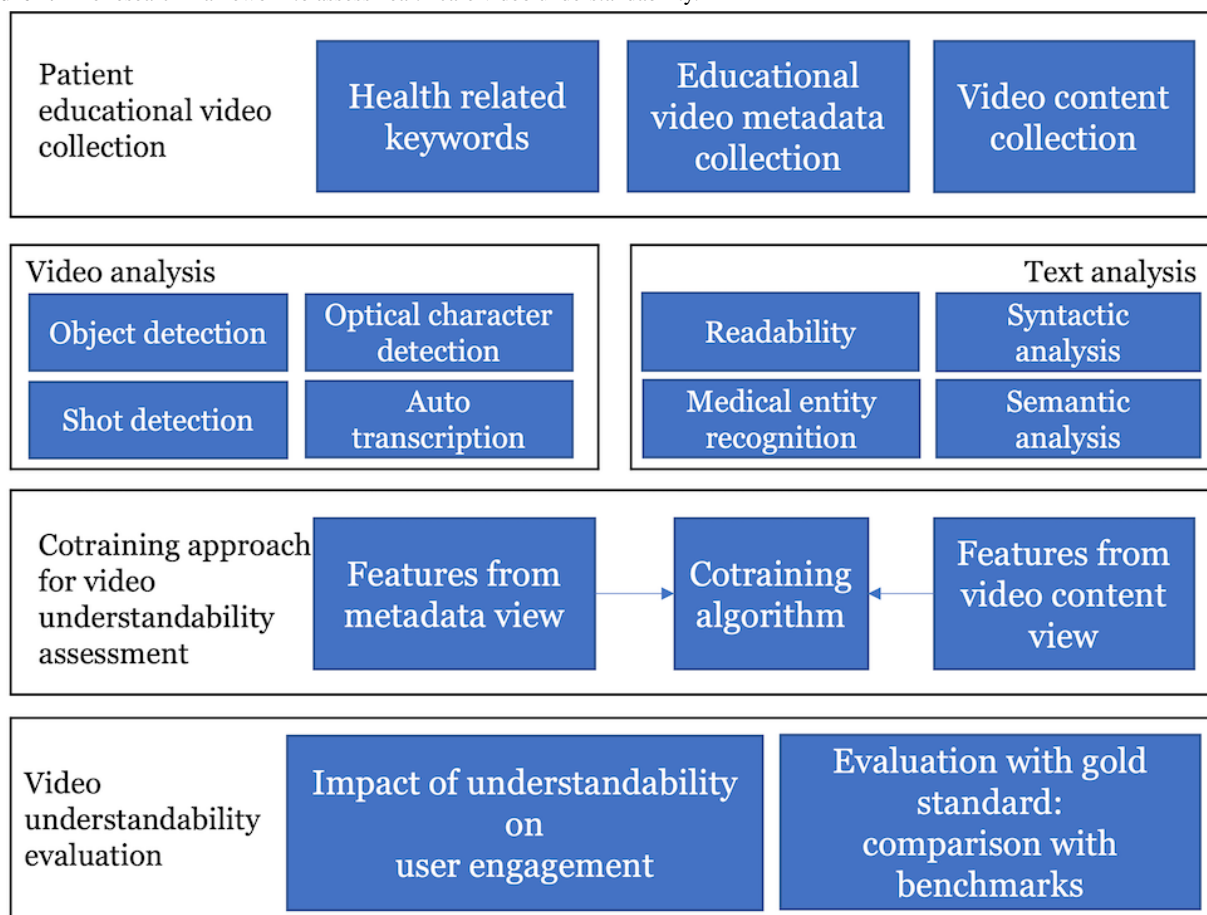 Patient
educational video
collection
Health related
keywords
Educational
video metadata
collection
Video content
collection
Video analysis
Object detection
Optical character
detection
Shot detection
Auto
transcription
Text analysis
Readability
Syntactic
analysis
Medical entity
recognition
Semantic
analysis
Cotraining approach
for video
understandability
assessment
Features from
metadata view
Cotraining
algorithm
Features from
video content
view
Video
understandability
evaluation
Impact of understandability
on
user engagement
Evaluation with gold
standard:
comparison with
benchmarks